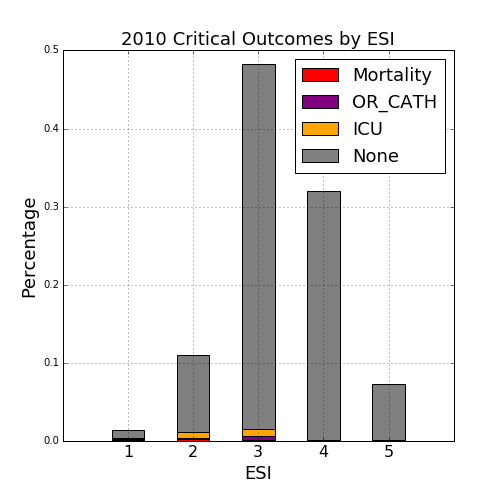 2010 Critical Outcomes by ESI
0.5
Mortality
OR_CATH
ICU
None
0.4
0.3
0.2
0.1
0.0
Percentage
1 2 3 4 5
ESI